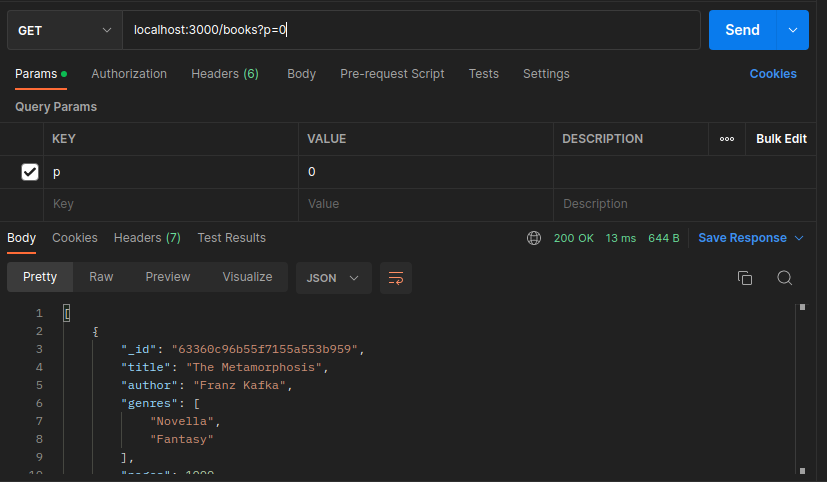 GET localhost:3000/books?p=0 Send
Params Authorization Headers (6) Body Pre-request Script Tests Settings Cookies
Query Params
KEY VALUE DESCRIPTION ooo Bulk Edit
p 0
Key Value Description
Body Cookies Headers (7) Test Results 200 OK 13 ms 644 B Save Response
Pretty Raw Preview Visualize JSON
1 [
2 {
3 "_id": "63360c96b55f7155a553b959",
4 "title": "The Metamorphosis",
5 "author": "Franz Kafka",
6 "genres": [
7 "Novella",
8 "Fantasy"
9 ],